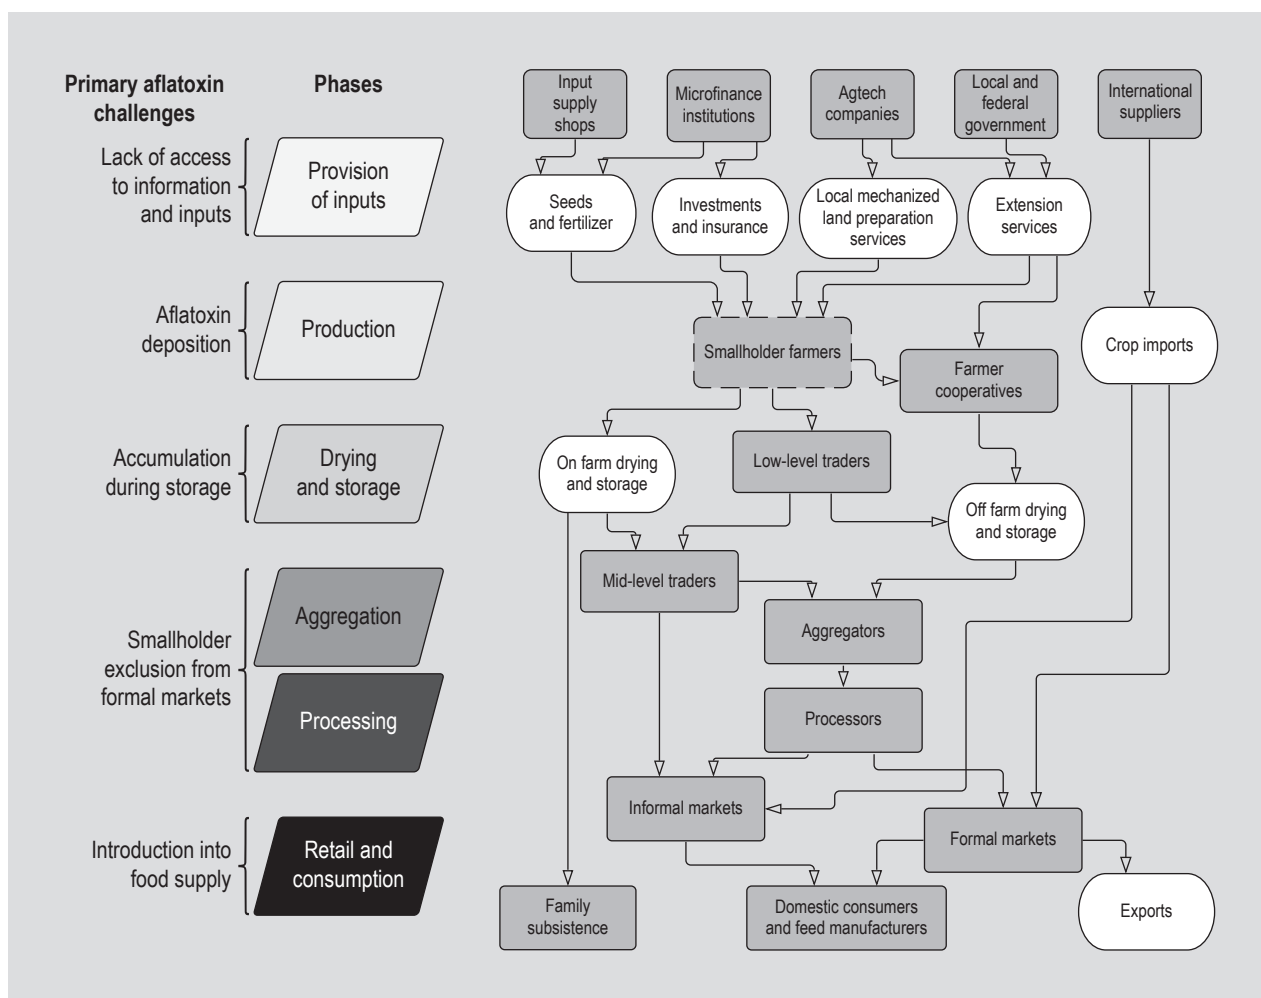 Primary aflatoxin
challenges
Phases
Lack of access
to information
and inputs
Provision
of inputs
Aflatoxin
deposition
Production
Accumulation
during storage
Drying
and storage
Smallholder
exclusion from
formal markets
Aggregation
Processing
Introduction into
food supply
Retail and
consumption
Input
supply
shops
Microfinance
institutions
Agtech
companies
Local and
federal
government
International
suppliers
Seeds
and fertilizer
Investments
and insurance
Local mechanized
land preparation
services
Extension
services
Smallholder farmers
Farmer
cooperatives
Crop imports
On farm drying
and storage
Low-level traders
Off farm drying
and storage
Mid-level traders
Aggregators
Processors
Informal markets
Formal markets
Family
subsistence
Domestic consumers
and feed manufacturers
Exports